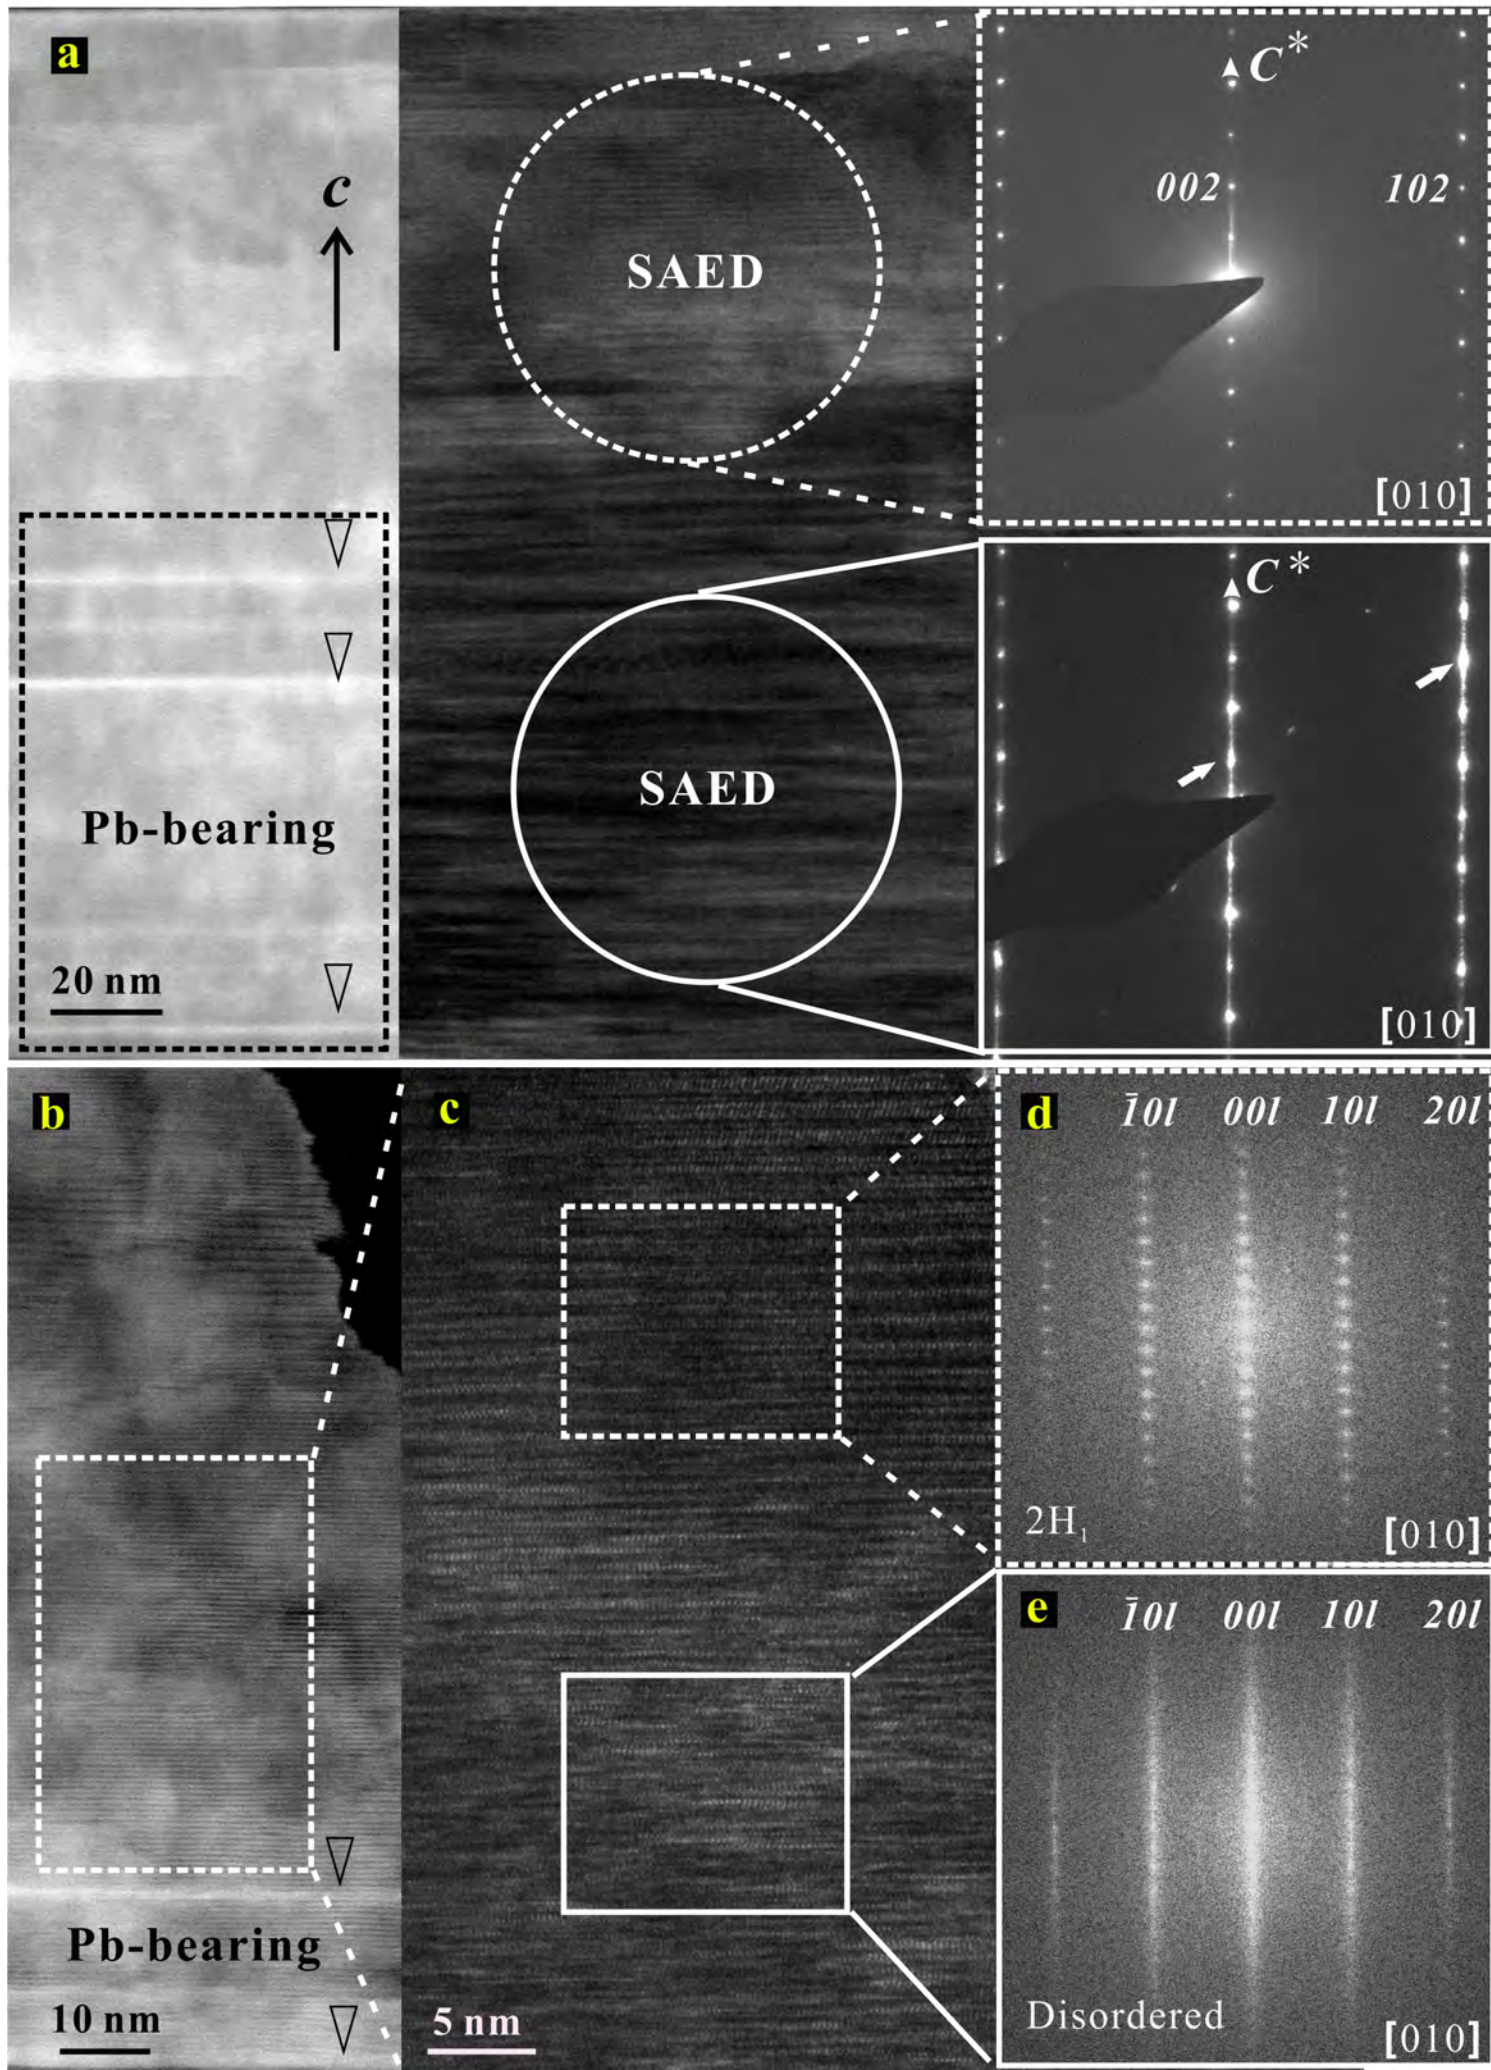 a
c
Pb-bearing
20 nm
SAED
SAED
C*
002
102
[010]
C*
[010]
b
Pb-bearing
10 nm
c
5 nm
d
1̄0l
00l
10l
20l
2H₁
[010]
e
1̄0l
00l
10l
20l
Disordered
[010]